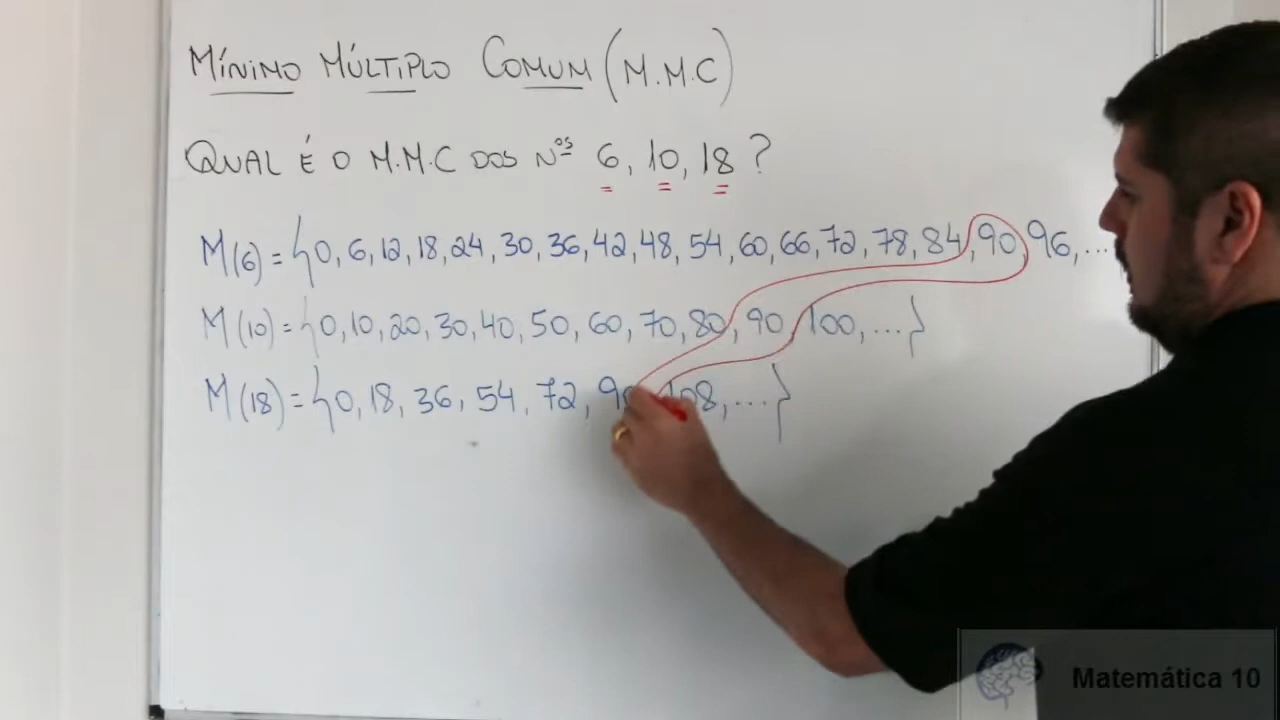 MÍNIMO MÚLTIPLO COMUM (M.M.C)
QUAL É O M.M.C DOS Nºs 6, 10, 18 ?
M(6) = {0, 6, 12, 18, 24, 30, 36, 42, 48, 54, 60, 66, 72, 78, 84, 90, 96, ...
M(10) = {0, 10, 20, 30, 40, 50, 60, 70, 80, 90, 100, ... }
M(18) = {0, 18, 36, 54, 72, 90, 108, ... }
Matemática 10